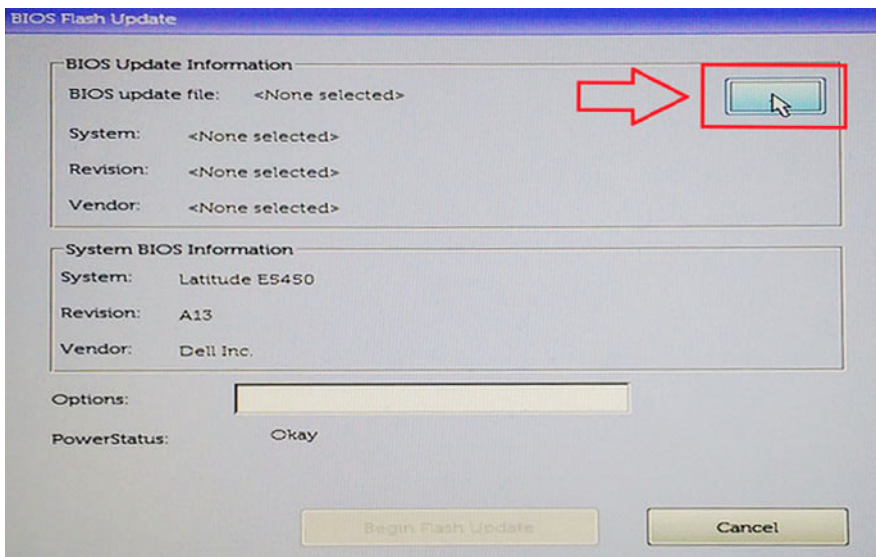 BIOS Flash Update
BIOS Update Information
BIOS update file: <None selected>
System: <None selected>
Revision: <None selected>
Vendor: <None selected>
System BIOS Information
System: Latitude E5450
Revision: A13
Vendor: Dell Inc.
Options:
PowerStatus: Okay
Begin Flash Update Cancel